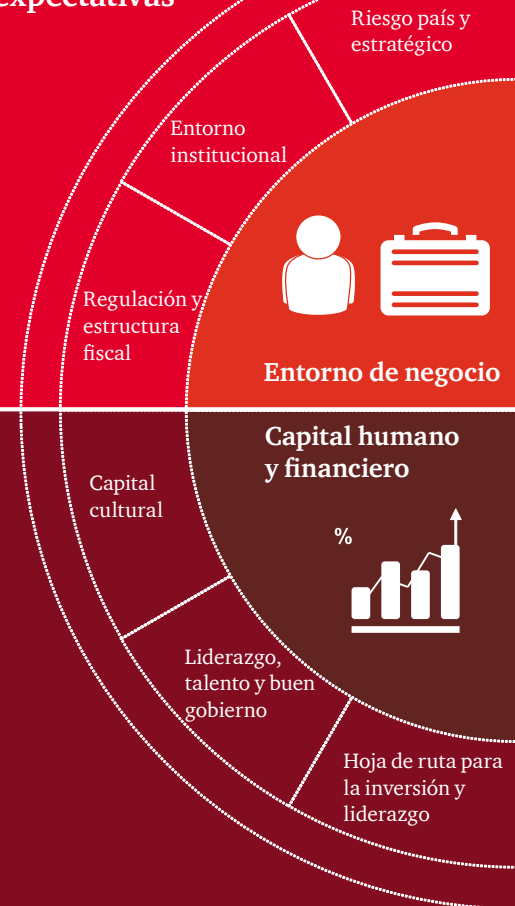 expectativas
Riesgo país y
estratégico
Entorno
institucional
Regulación y
estructura
fiscal
Entorno de negocio
Capital humano
y financiero
Capital
cultural
%
Liderazgo,
talento y buen
gobierno
Hoja de ruta para
la inversión y
liderazgo